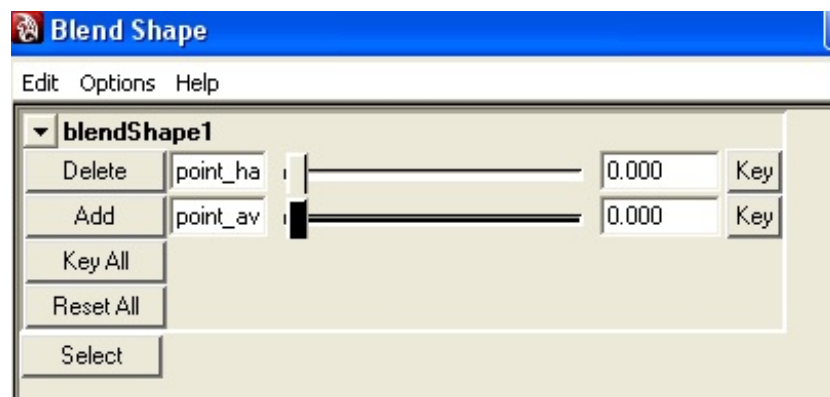 Blend Shape
Edit Options Help
blendShape1
Delete point_ha 0.000 Key
Add point_av 0.000 Key
Key All
Reset All
Select